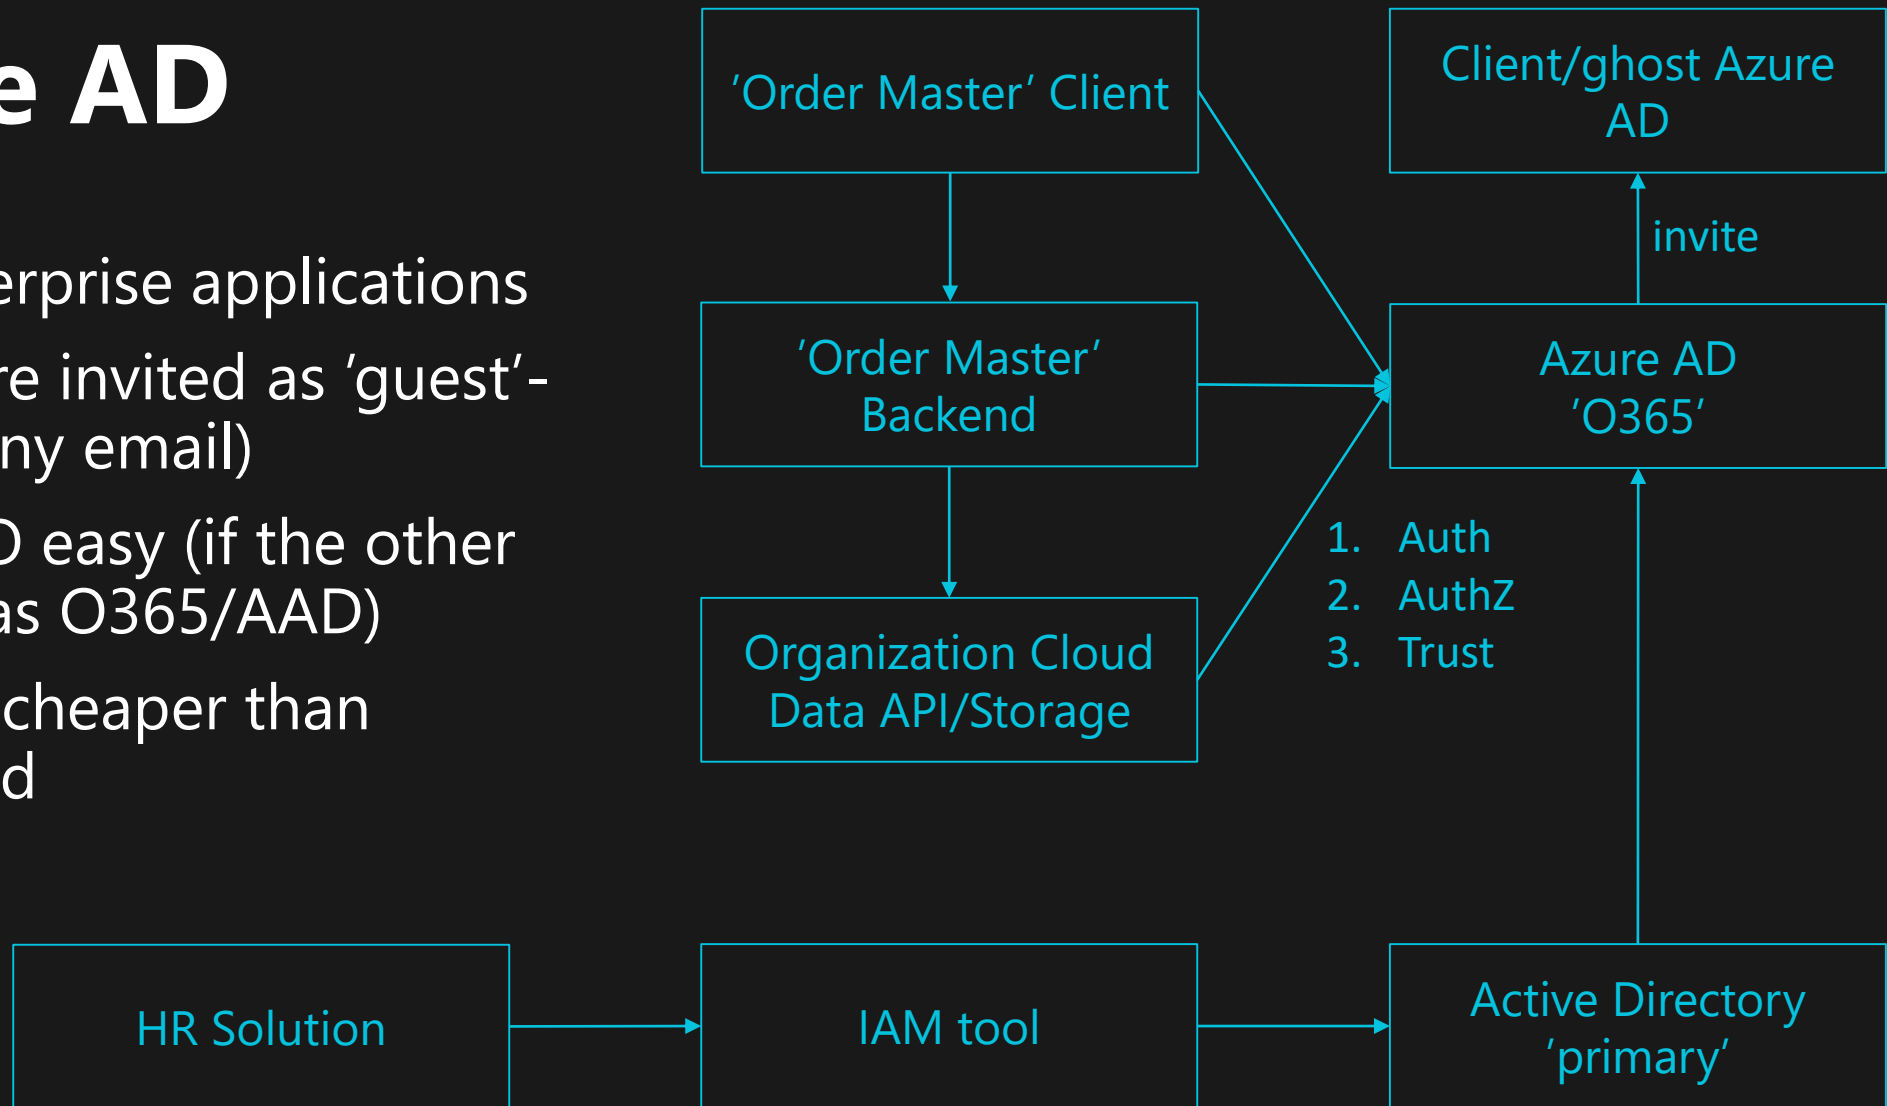 e AD
erprise applications
re invited as ’guest’-
ny email)
D easy (if the other
as O365/AAD)
cheaper than
d
’Order Master’ Client
Client/ghost Azure
AD
invite
’Order Master’
Backend
Azure AD
’O365’
1. Auth
2. AuthZ
3. Trust
Organization Cloud
Data API/Storage
HR Solution
IAM tool
Active Directory
’primary’